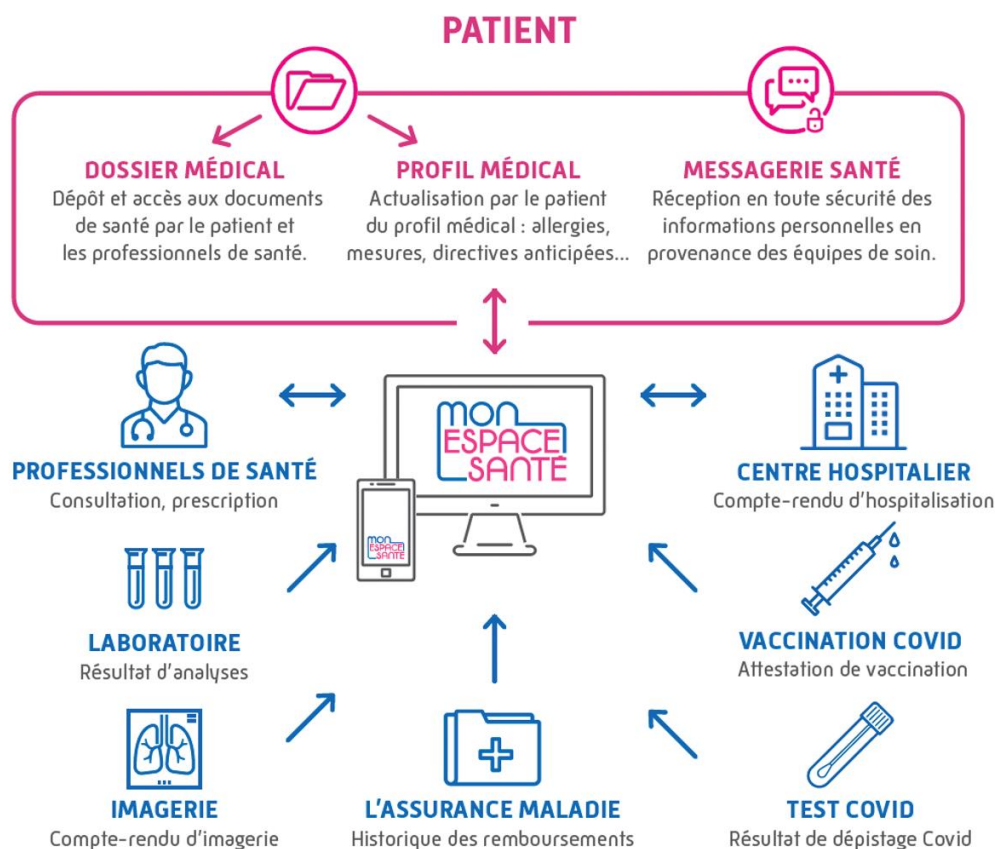 PATIENT
DOSSIER MÉDICAL
Dépôt et accès aux documents
de santé par le patient et
les professionnels de santé.
PROFIL MÉDICAL
Actualisation par le patient
du profil médical : allergies,
mesures, directives anticipées...
MESSAGERIE SANTÉ
Réception en toute sécurité des
informations personnelles en
provenance des équipes de soin.
PROFESSIONNELS DE SANTÉ
Consultation, prescription
MON
ESPACE
SANTÉ
MON
ESPACE
SANTÉ
CENTRE HOSPITALIER
Compte-rendu d'hospitalisation
LABORATOIRE
Résultat d'analyses
VACCINATION COVID
Attestation de vaccination
IMAGERIE
Compte-rendu d'imagerie
L'ASSURANCE MALADIE
Historique des remboursements
TEST COVID
Résultat de dépistage Covid